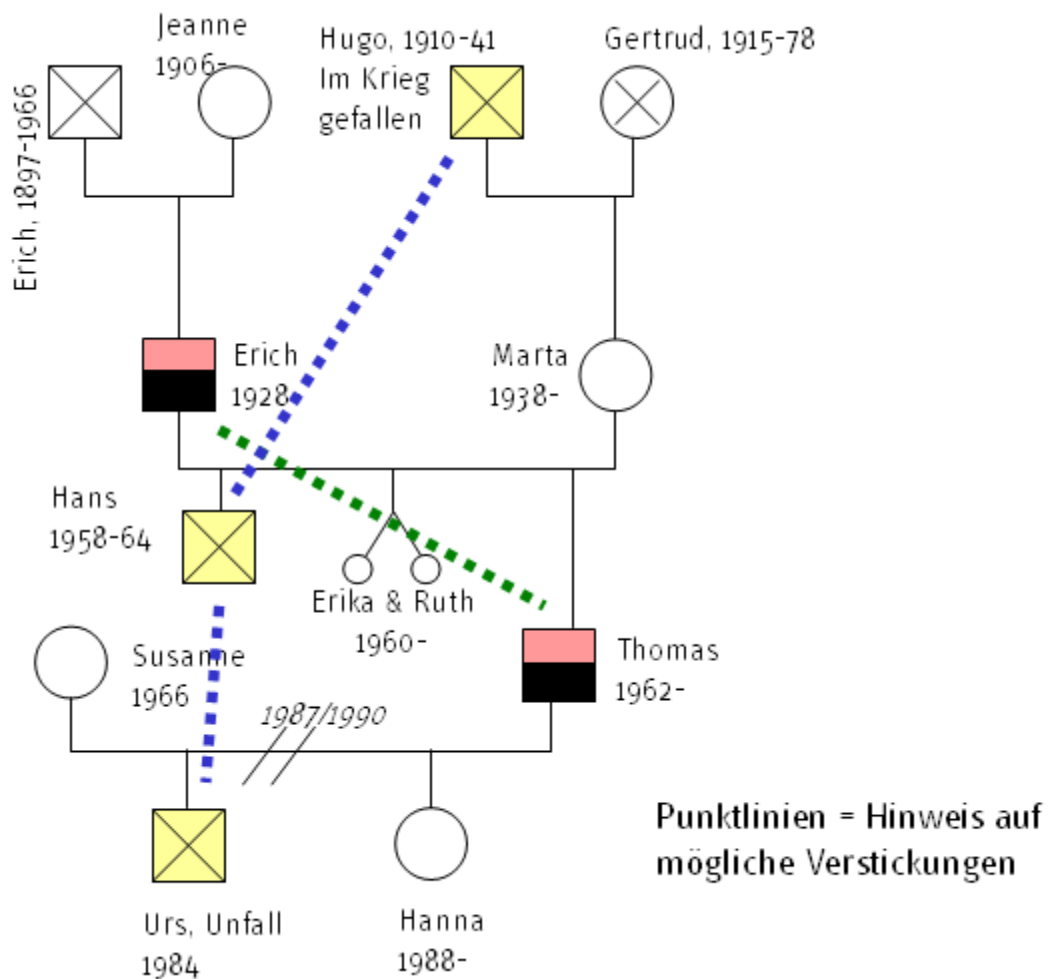 Jeanne
1906-
Hugo, 1910-41
Im Krieg
gefallen
Gertrud, 1915-78
Erich, 1897-1966
Erich
1928
Marta
1938-
Hans
1958-64
Erika & Ruth
1960-
Susanne
1966
Thomas
1962-
1987/1990
Punktlinien = Hinweis auf
mögliche Verstickungen
Urs, Unfall
1984
Hanna
1988-